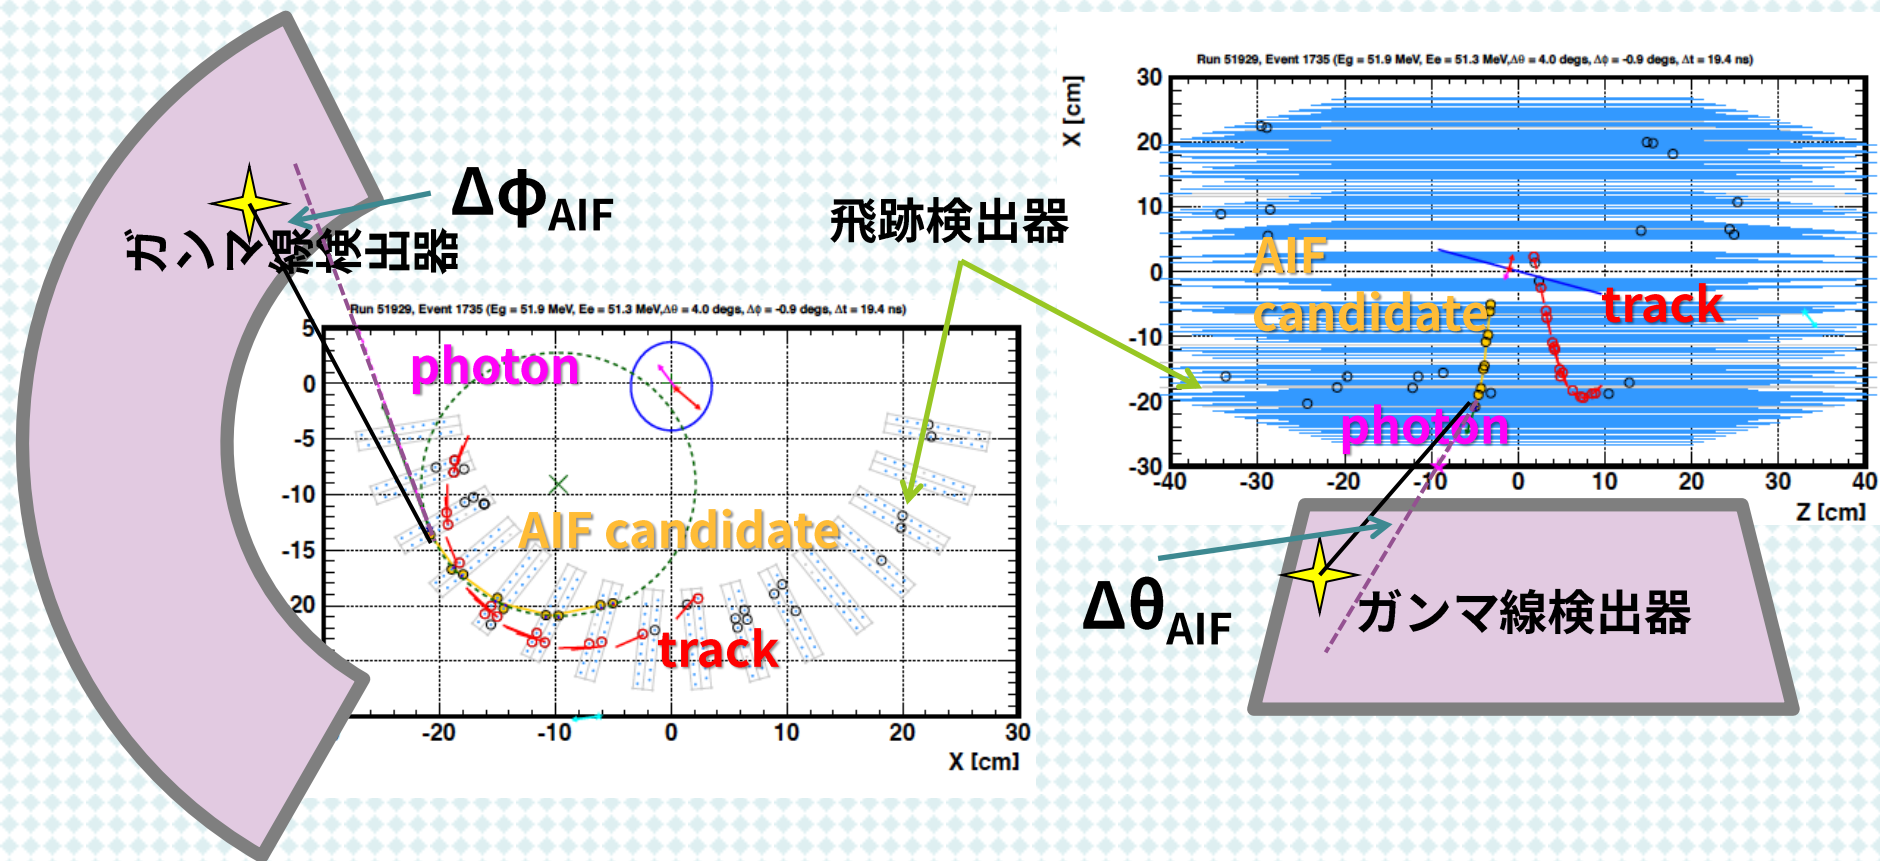 Run 51929, Event 1735 (Eg = 51.9 MeV, Ee = 51.3 MeV,Δθ = 4.0 degs, Δϕ = -0.9 degs, Δt = 19.4 ns)
X [cm]
30
20
10
0
-10
-20
-30
-40 -30 -20 -10 0 10 20 30 40
Z [cm]
AIF
candidate
track
photon
ΔθAIF
ガンマ線検出器
飛跡検出器
ΔϕAIF
ガンマ線検出器
Run 51929, Event 1735 (Eg = 51.9 MeV, Ee = 51.3 MeV,Δθ = 4.0 degs, Δϕ = -0.9 degs, Δt = 19.4 ns)
5
0
-5
-10
-15
20
photon
AIF candidate
track
-20 -10 0 10 20 30
X [cm]